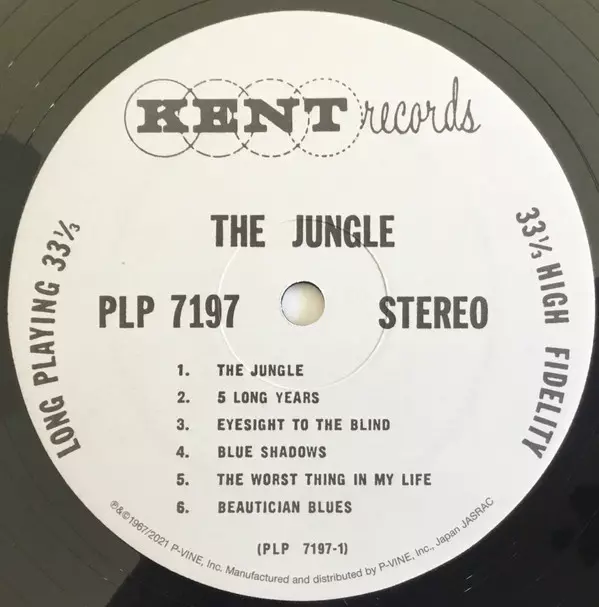 KENT records
THE JUNGLE
PLP 7197
STEREO
LONG PLAYING 33⅓
33⅓ HIGH FIDELITY
1. THE JUNGLE
2. 5 LONG YEARS
3. EYESIGHT TO THE BLIND
4. BLUE SHADOWS
5. THE WORST THING IN MY LIFE
6. BEAUTICIAN BLUES
(PLP 7197-1)
℗&©1967/2021 P-VINE, Inc. Manufactured and distributed by P-VINE, Inc., Japan JASRAC